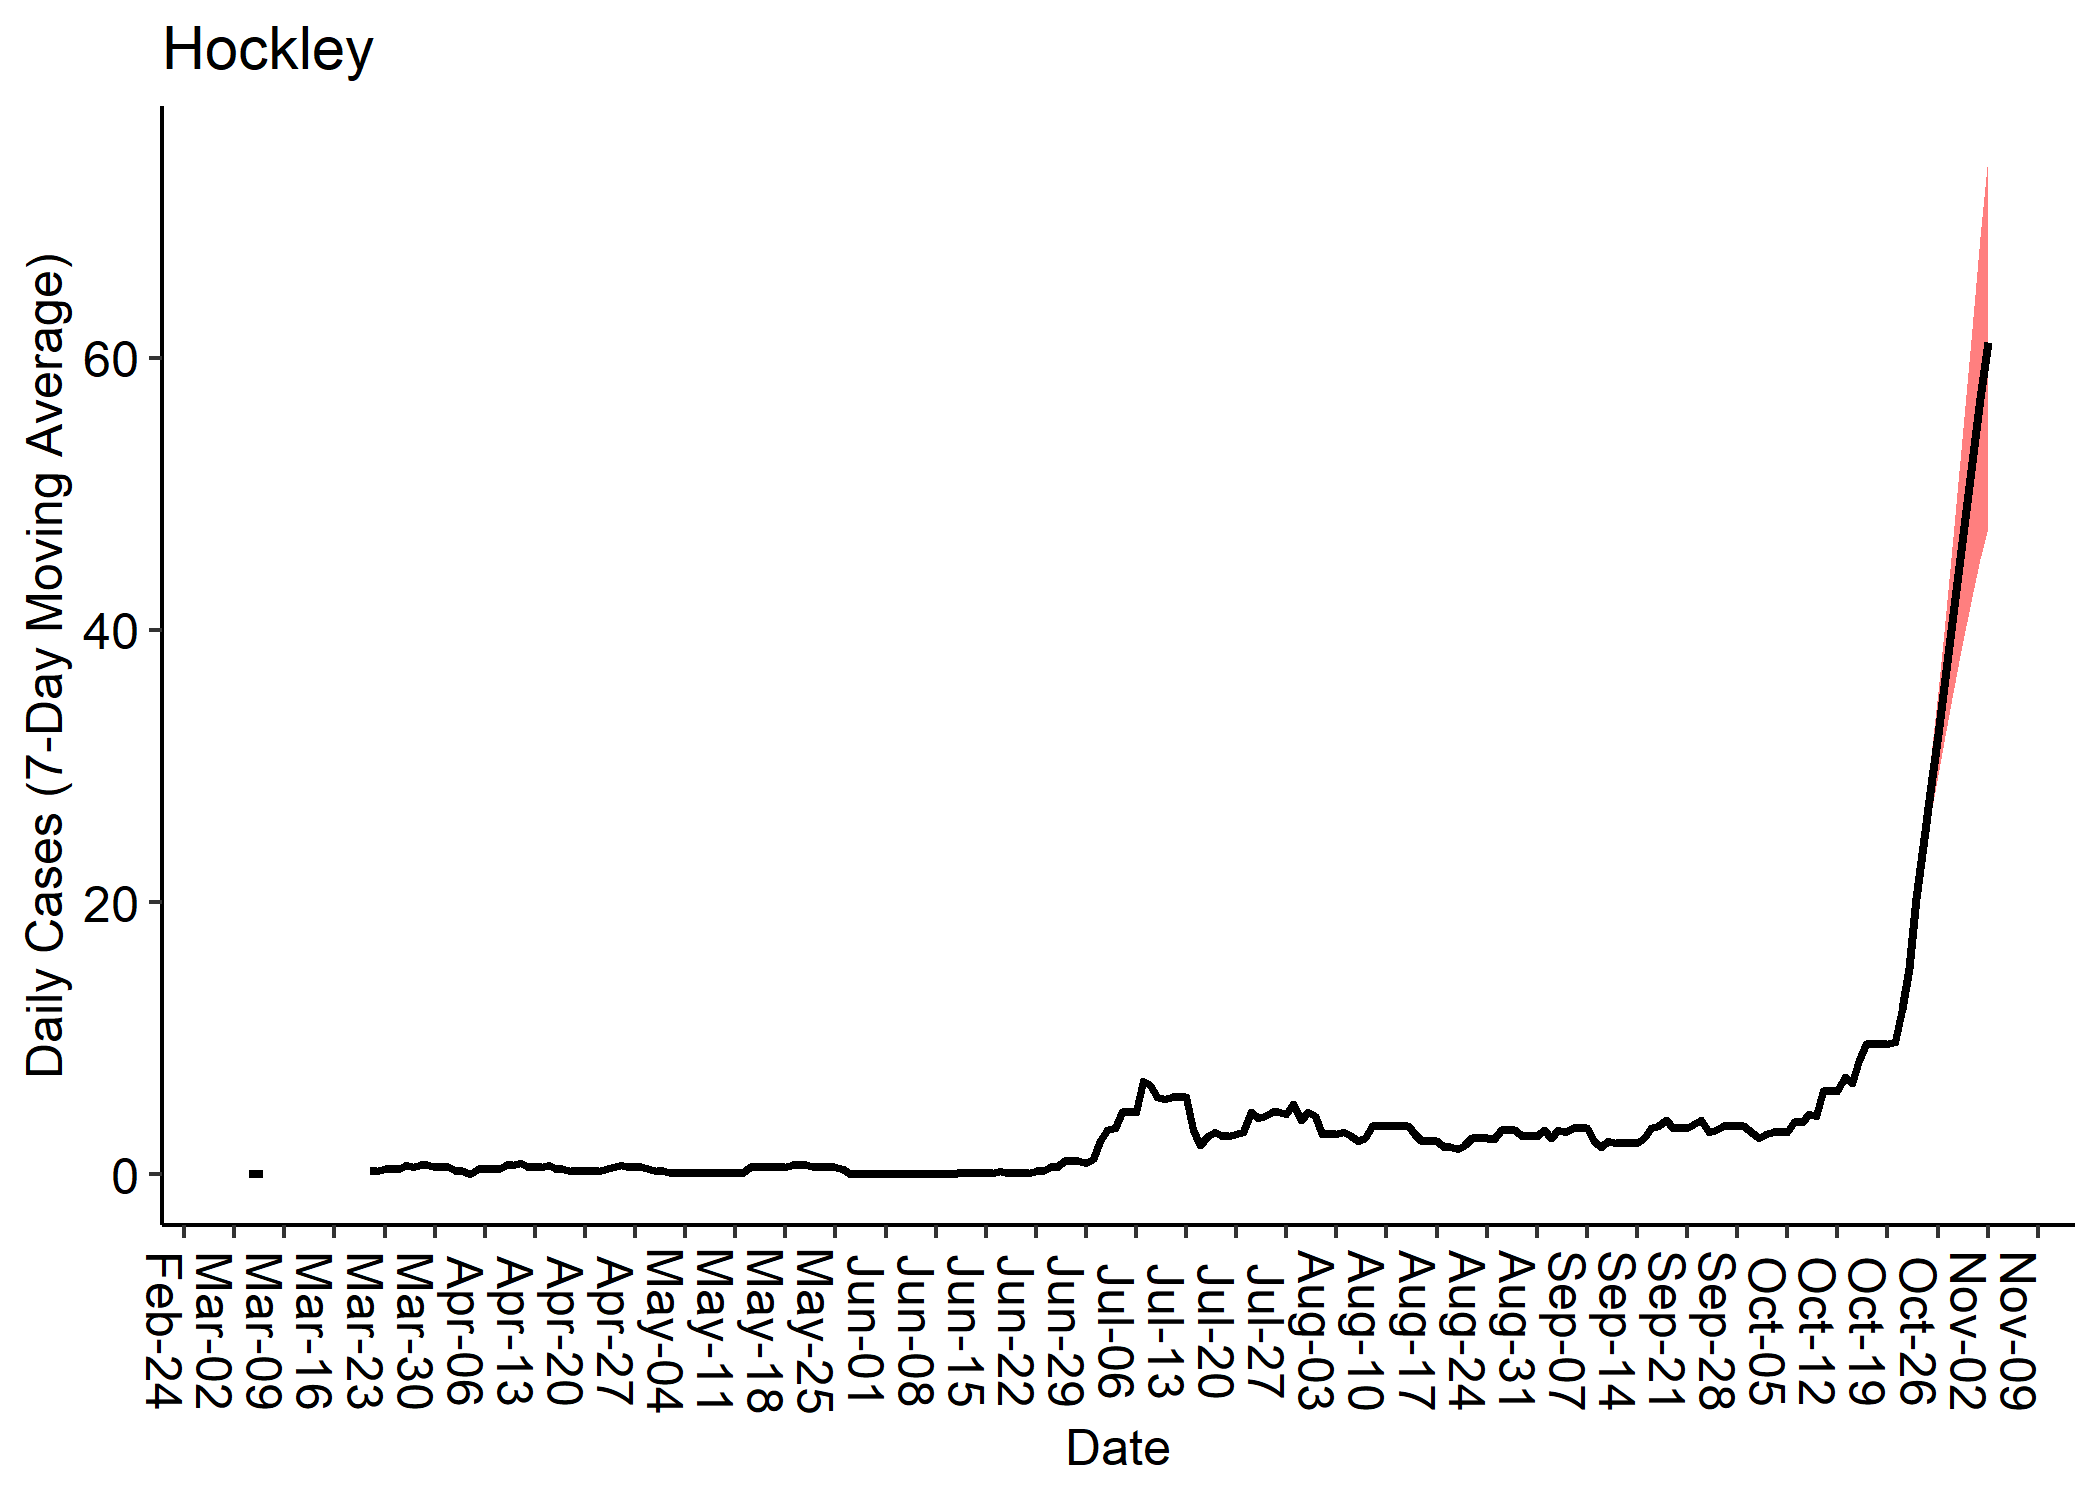 Hockley
Daily Cases (7-Day Moving Average)
60
40
20
0
Feb-24
Mar-02
Mar-09
Mar-16
Mar-23
Mar-30
Apr-06
Apr-13
Apr-20
Apr-27
May-04
May-11
May-18
May-25
Jun-01
Jun-08
Jun-15
Jun-22
Jun-29
Jul-06
Jul-13
Jul-20
Jul-27
Aug-03
Aug-10
Aug-17
Aug-24
Aug-31
Sep-07
Sep-14
Sep-21
Sep-28
Oct-05
Oct-12
Oct-19
Oct-26
Nov-02
Nov-09
Date